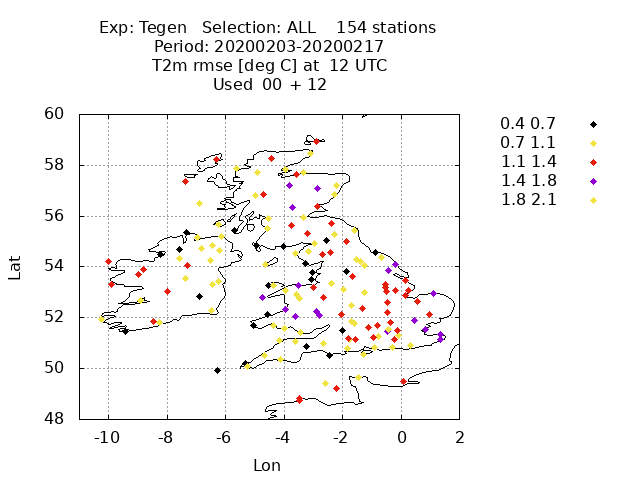 Exp: Tegen Selection: ALL 154 stations
Period: 20200203-20200217
T2m rmse [deg C] at 12 UTC
Used 00 + 12
0.4 0.7
0.7 1.1
1.1 1.4
1.4 1.8
1.8 2.1
60
58
56
54
52
50
48
Lat
-10 -8 -6 -4 -2 0 2
Lon